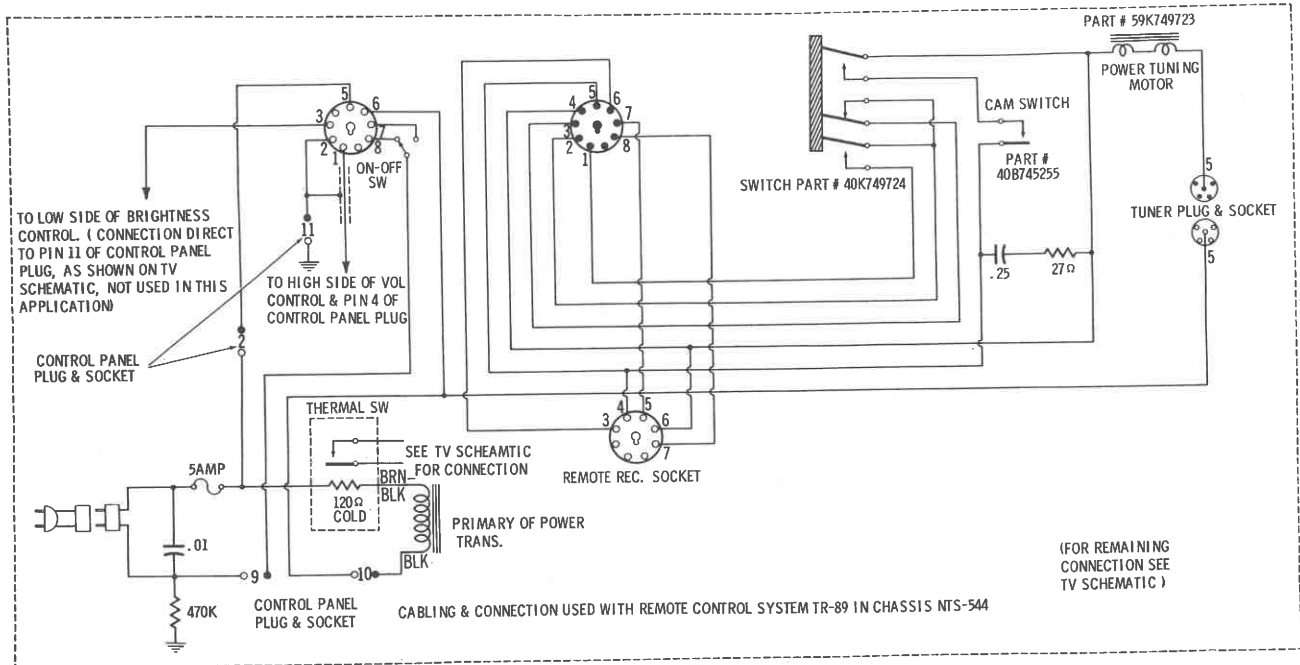 PART # 59K749723
POWER TUNING
MOTOR
CAM SWITCH
PART #
40B745255
SWITCH PART # 40K749724
5
TUNER PLUG & SOCKET
5
.25
27Ω
5
6
3
7
2
8
1
ON-OFF
SW
5
6
4
7
3
2
8
1
TO LOW SIDE OF BRIGHTNESS
CONTROL. ( CONNECTION DIRECT
TO PIN 11 OF CONTROL PANEL
PLUG, AS SHOWN ON TV
SCHEMATIC, NOT USED IN THIS
APPLICATION)
11
TO HIGH SIDE OF VOL
CONTROL & PIN 4 OF
CONTROL PANEL PLUG
2
CONTROL PANEL
PLUG & SOCKET
THERMAL SW
SEE TV SCHEAMTIC
FOR CONNECTION
120Ω
COLD
BRN-
BLK
PRIMARY OF POWER
TRANS.
BLK
4
5
3
6
7
REMOTE REC. SOCKET
5AMP
.01
9
10
470K
CONTROL PANEL
PLUG & SOCKET
CABLING & CONNECTION USED WITH REMOTE CONTROL SYSTEM TR-89 IN CHASSIS NTS-544
(FOR REMAINING
CONNECTION SEE
TV SCHEMATIC )